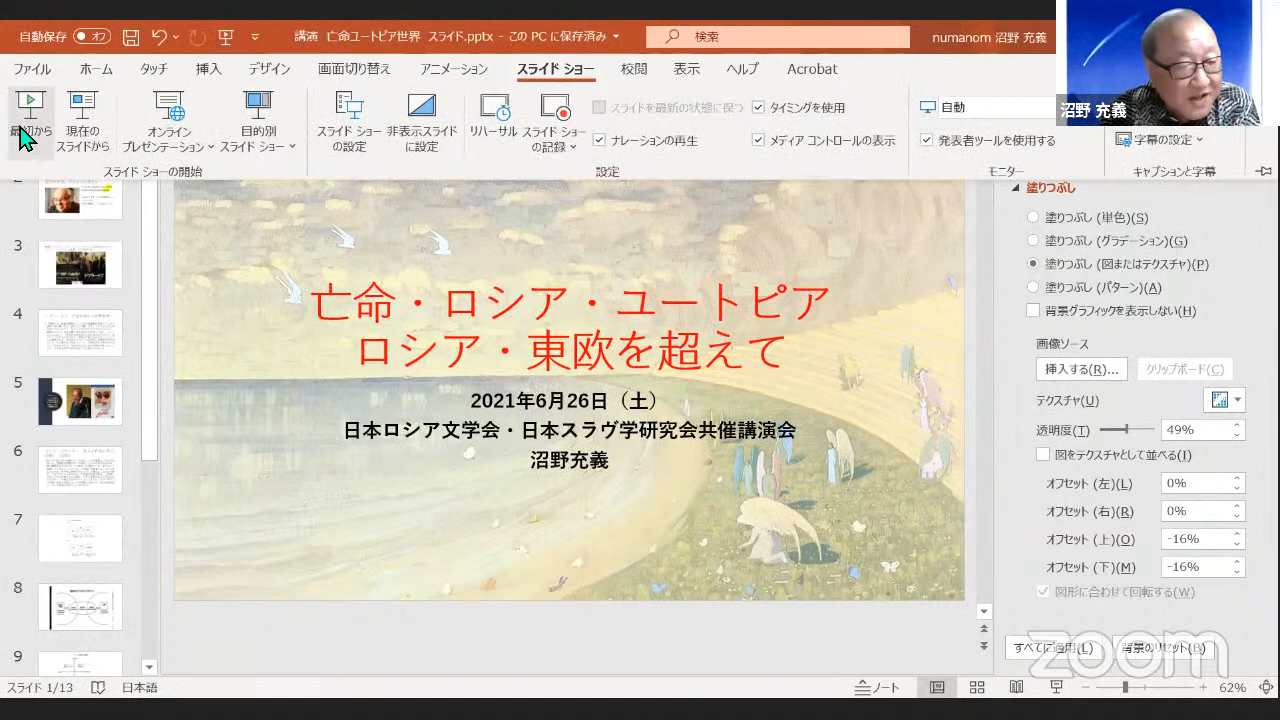 自動保存 オフ
講演 亡命ユートピア世界 スライド.pptx - この PC に保存済み
検索
numanom 沼野 充義
ファイル ホーム タッチ 挿入 デザイン 画面切り替え アニメーション スライド ショー 校閲 表示 ヘルプ Acrobat
最初から
現在の
スライドから
オンライン
プレゼンテーション
目的別
スライド ショー
スライド ショー
の設定
非表示スライド
に設定
リハーサル
スライド ショー
の記録
スライドを最新の状態に保つ
ナレーションの再生
タイミングを使用
メディア コントロールの表示
自動
発表者ツールを使用する
字幕の設定
スライド ショーの開始
設定
モニター
キャプションと字幕
沼野 充義
2
3
4
5
6
7
8
9
亡命・ロシア・ユートピア
ロシア・東欧を超えて
2021年6月26日（土）
日本ロシア文学会・日本スラヴ学研究会共催講演会
沼野充義
塗りつぶし
塗りつぶし (単色)(S)
塗りつぶし (グラデーション)(G)
塗りつぶし (図またはテクスチャ)(P)
塗りつぶし (パターン)(A)
背景グラフィックを表示しない(H)
画像ソース
挿入する(R)...
クリップボード(C)
テクスチャ(U)
透明度(T) 49%
図をテクスチャとして並べる(I)
オフセット (左)(L) 0%
オフセット (右)(R) 0%
オフセット (上)(O) -16%
オフセット (下)(M) -16%
図形に合わせて回転する(W)
すべてに適用(L)
背景のリセット(B)
zoom
スライド 1/13
日本語
ノート
62%